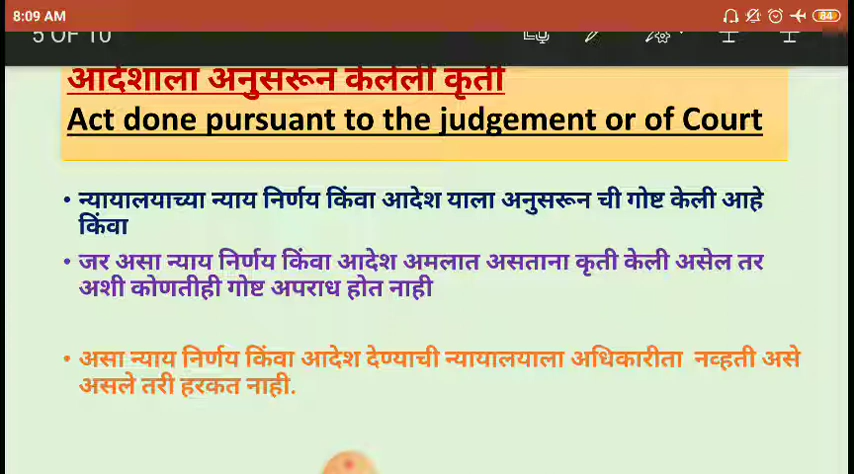 8:09 AM
84
5 OF 10
आदेशाला अनुसरून केलेली कृती
Act done pursuant to the judgement or of Court
• न्यायालयाच्या न्याय निर्णय किंवा आदेश याला अनुसरून ची गोष्ट केली आहे
किंवा
• जर असा न्याय निर्णय किंवा आदेश अमलात असताना कृती केली असेल तर
अशी कोणतीही गोष्ट अपराध होत नाही
• असा न्याय निर्णय किंवा आदेश देण्याची न्यायालयाला अधिकारीता नव्हती असे
असले तरी हरकत नाही.